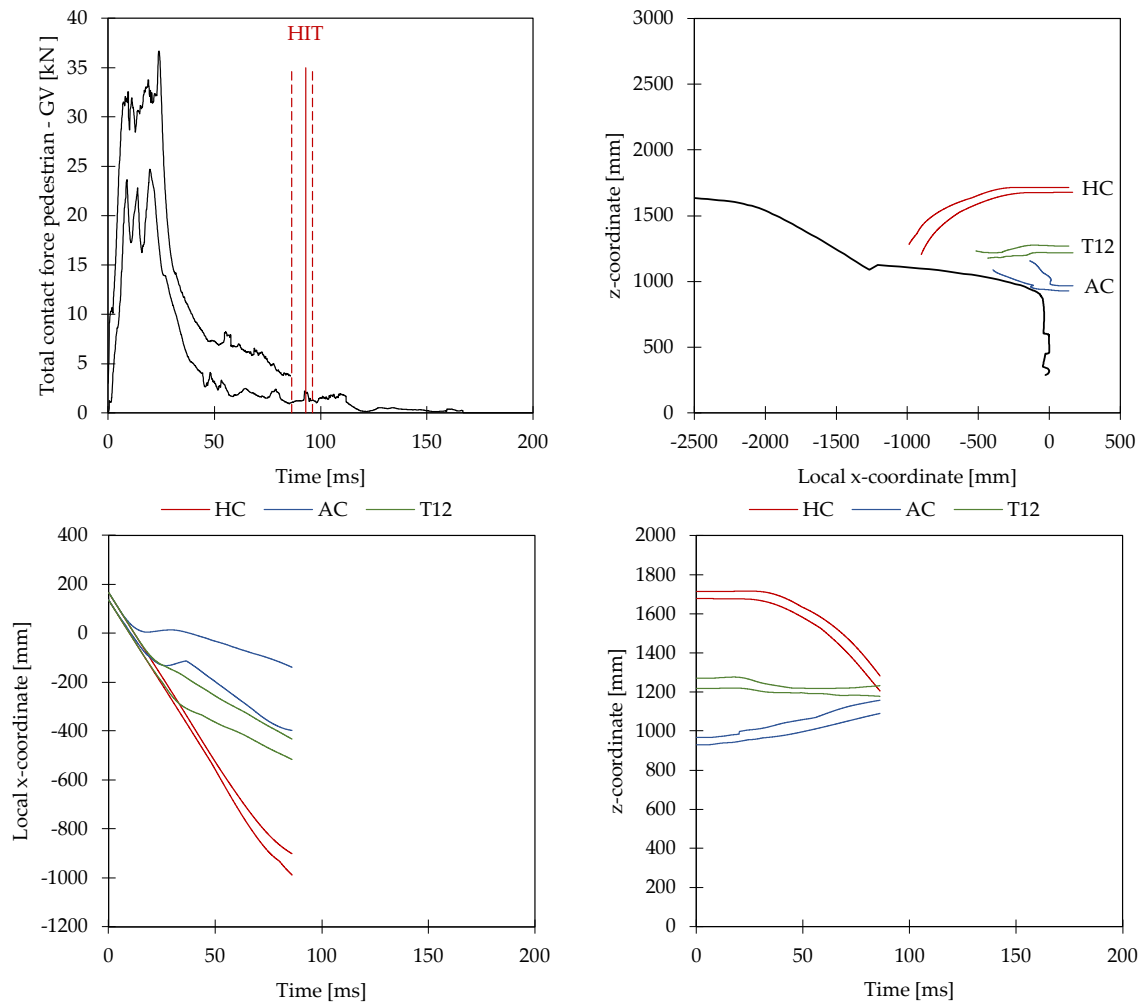 Total contact force pedestrian - GV [kN]
40
35
30
25
20
15
10
5
0
HIT
0 50 100 150 200
Time [ms]
z-coordinate [mm]
3000
2500
2000
1500
1000
500
0
HC
T12
AC
-2500 -2000 -1500 -1000 -500 0 500
Local x-coordinate [mm]
HC AC T12
Local x-coordinate [mm]
400
200
0
-200
-400
-600
-800
-1000
-1200
0 50 100 150 200
Time [ms]
HC AC T12
z-coordinate [mm]
2000
1800
1600
1400
1200
1000
800
600
400
200
0
0 50 100 150 200
Time [ms]